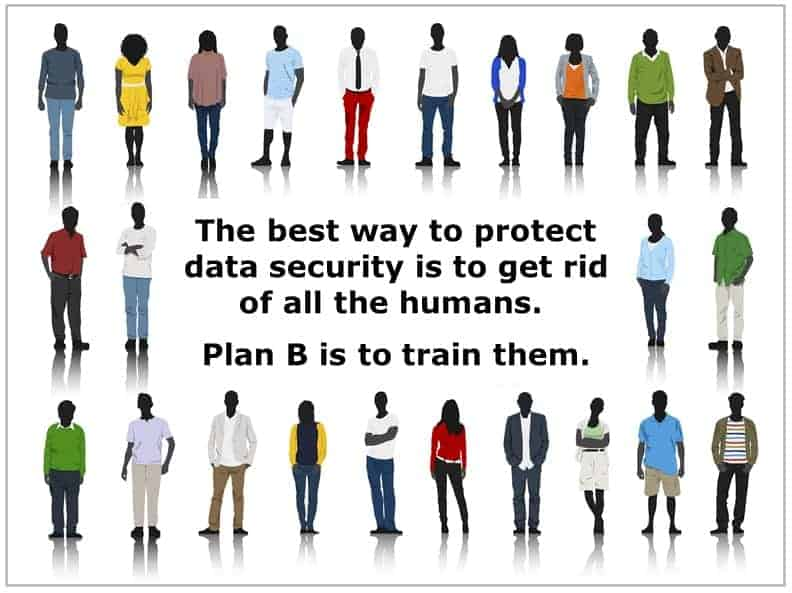 The best way to protect
data security is to get rid
of all the humans.
Plan B is to train them.